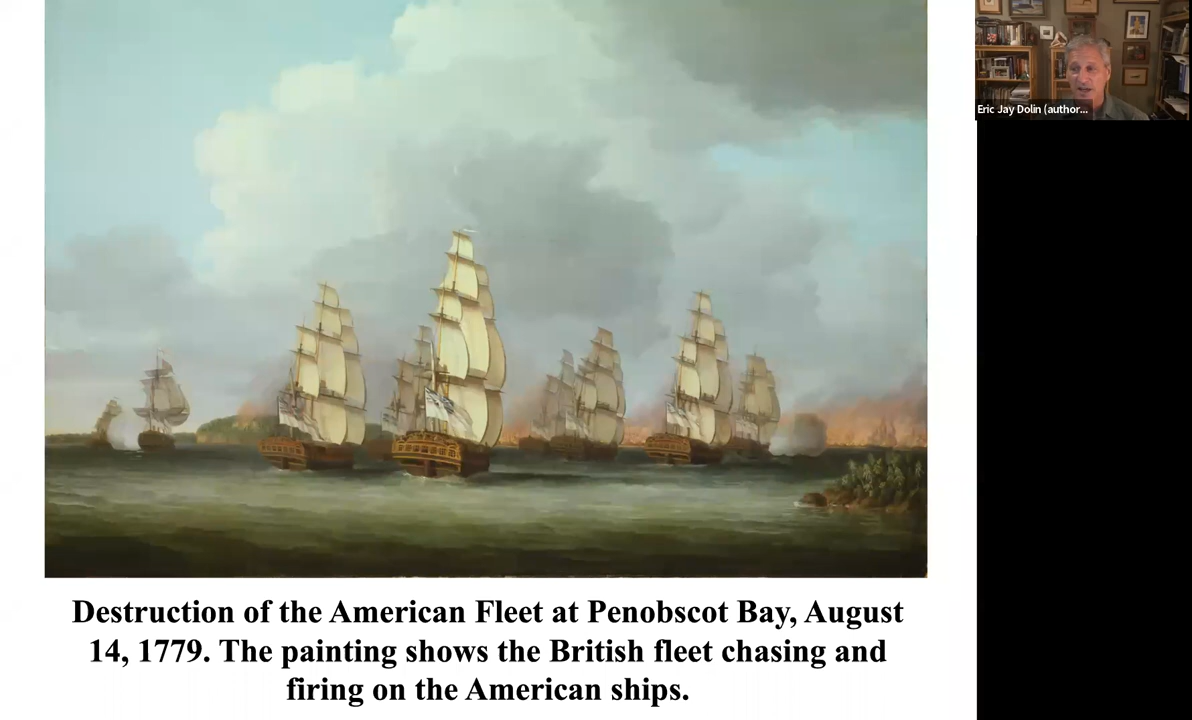 Eric Jay Dolin (author...
Destruction of the American Fleet at Penobscot Bay, August
14, 1779. The painting shows the British fleet chasing and
firing on the American ships.